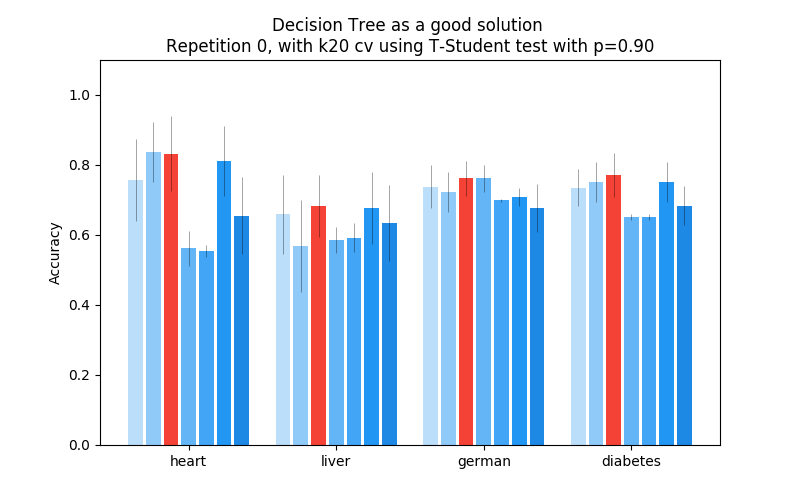 Decision Tree as a good solution
Repetition 0, with k20 cv using T-Student test with p=0.90
1.0
0.8
0.6
0.4
0.2
0.0
Accuracy
heart
liver
german
diabetes